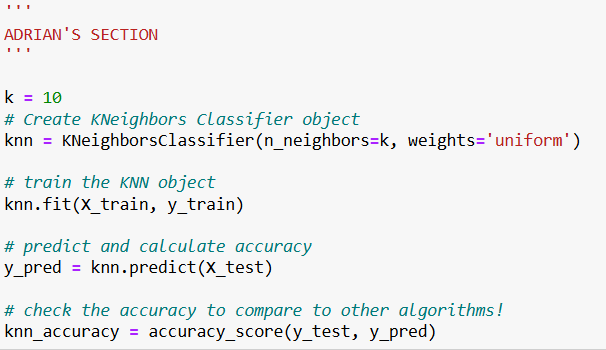 '''
ADRIAN'S SECTION
'''
k = 10
# Create KNeighbors Classifier object
knn = KNeighborsClassifier(n_neighbors=k, weights='uniform')
# train the KNN object
knn.fit(X_train, y_train)
# predict and calculate accuracy
y_pred = knn.predict(X_test)
# check the accuracy to compare to other algorithms!
knn_accuracy = accuracy_score(y_test, y_pred)